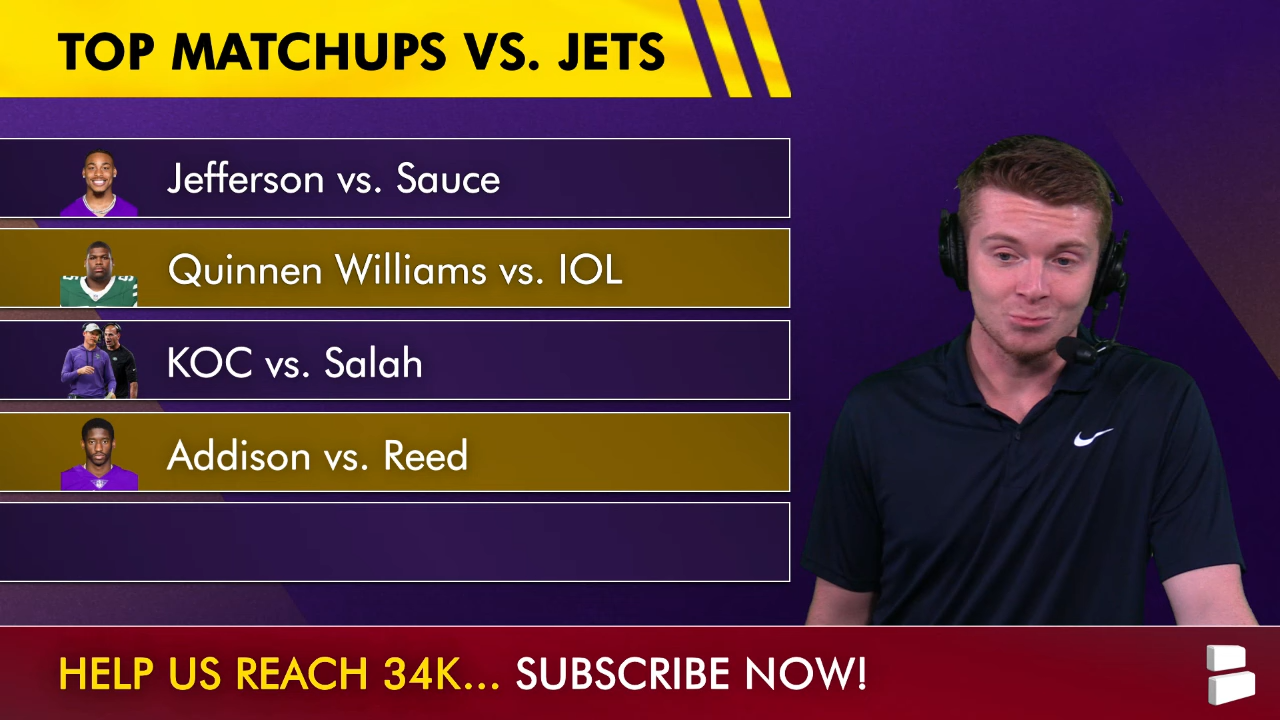 TOP MATCHUPS VS. JETS
Jefferson vs. Sauce
Quinnen Williams vs. IOL
KOC vs. Salah
Addison vs. Reed
HELP US REACH 34K... SUBSCRIBE NOW!